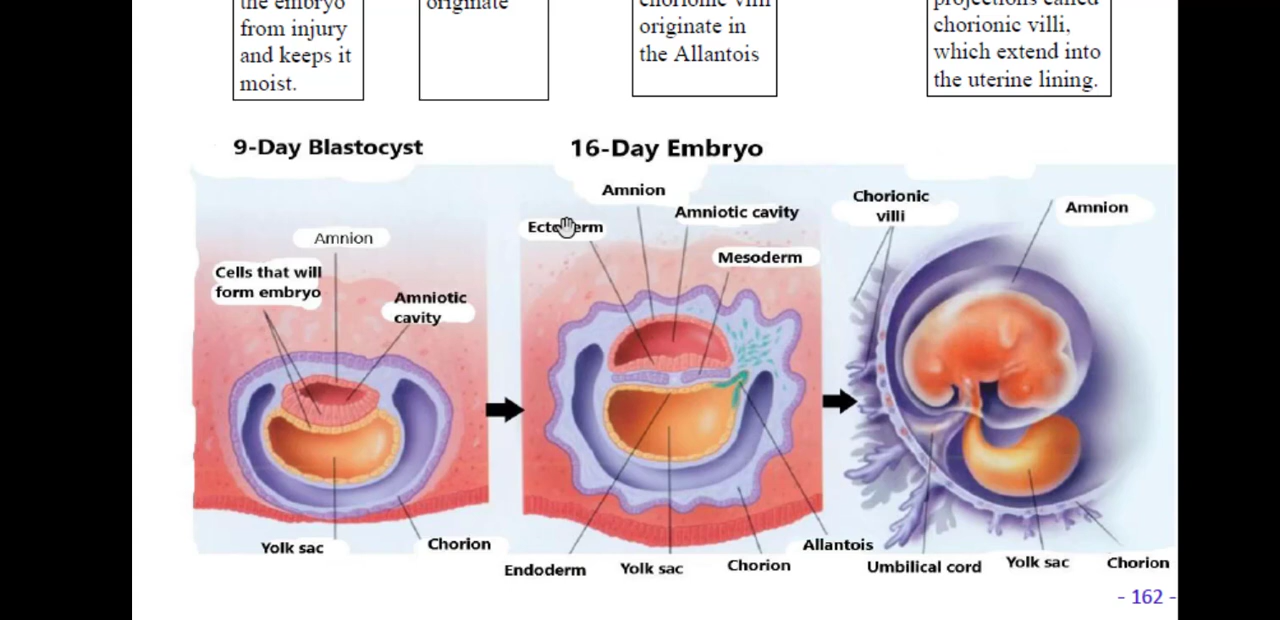 the embryo
from injury
and keeps it
moist.
originate
chorionic villi
originate in
the Allantois
projections called
chorionic villi,
which extend into
the uterine lining.
9-Day Blastocyst
16-Day Embryo
Amnion
Cells that will
form embryo
Amniotic
cavity
Yolk sac
Chorion
Amnion
Amniotic cavity
Mesoderm
Endoderm
Yolk sac
Chorion
Allantois
Chorionic
villi
Amnion
Umbilical cord
Yolk sac
Chorion
- 162 -